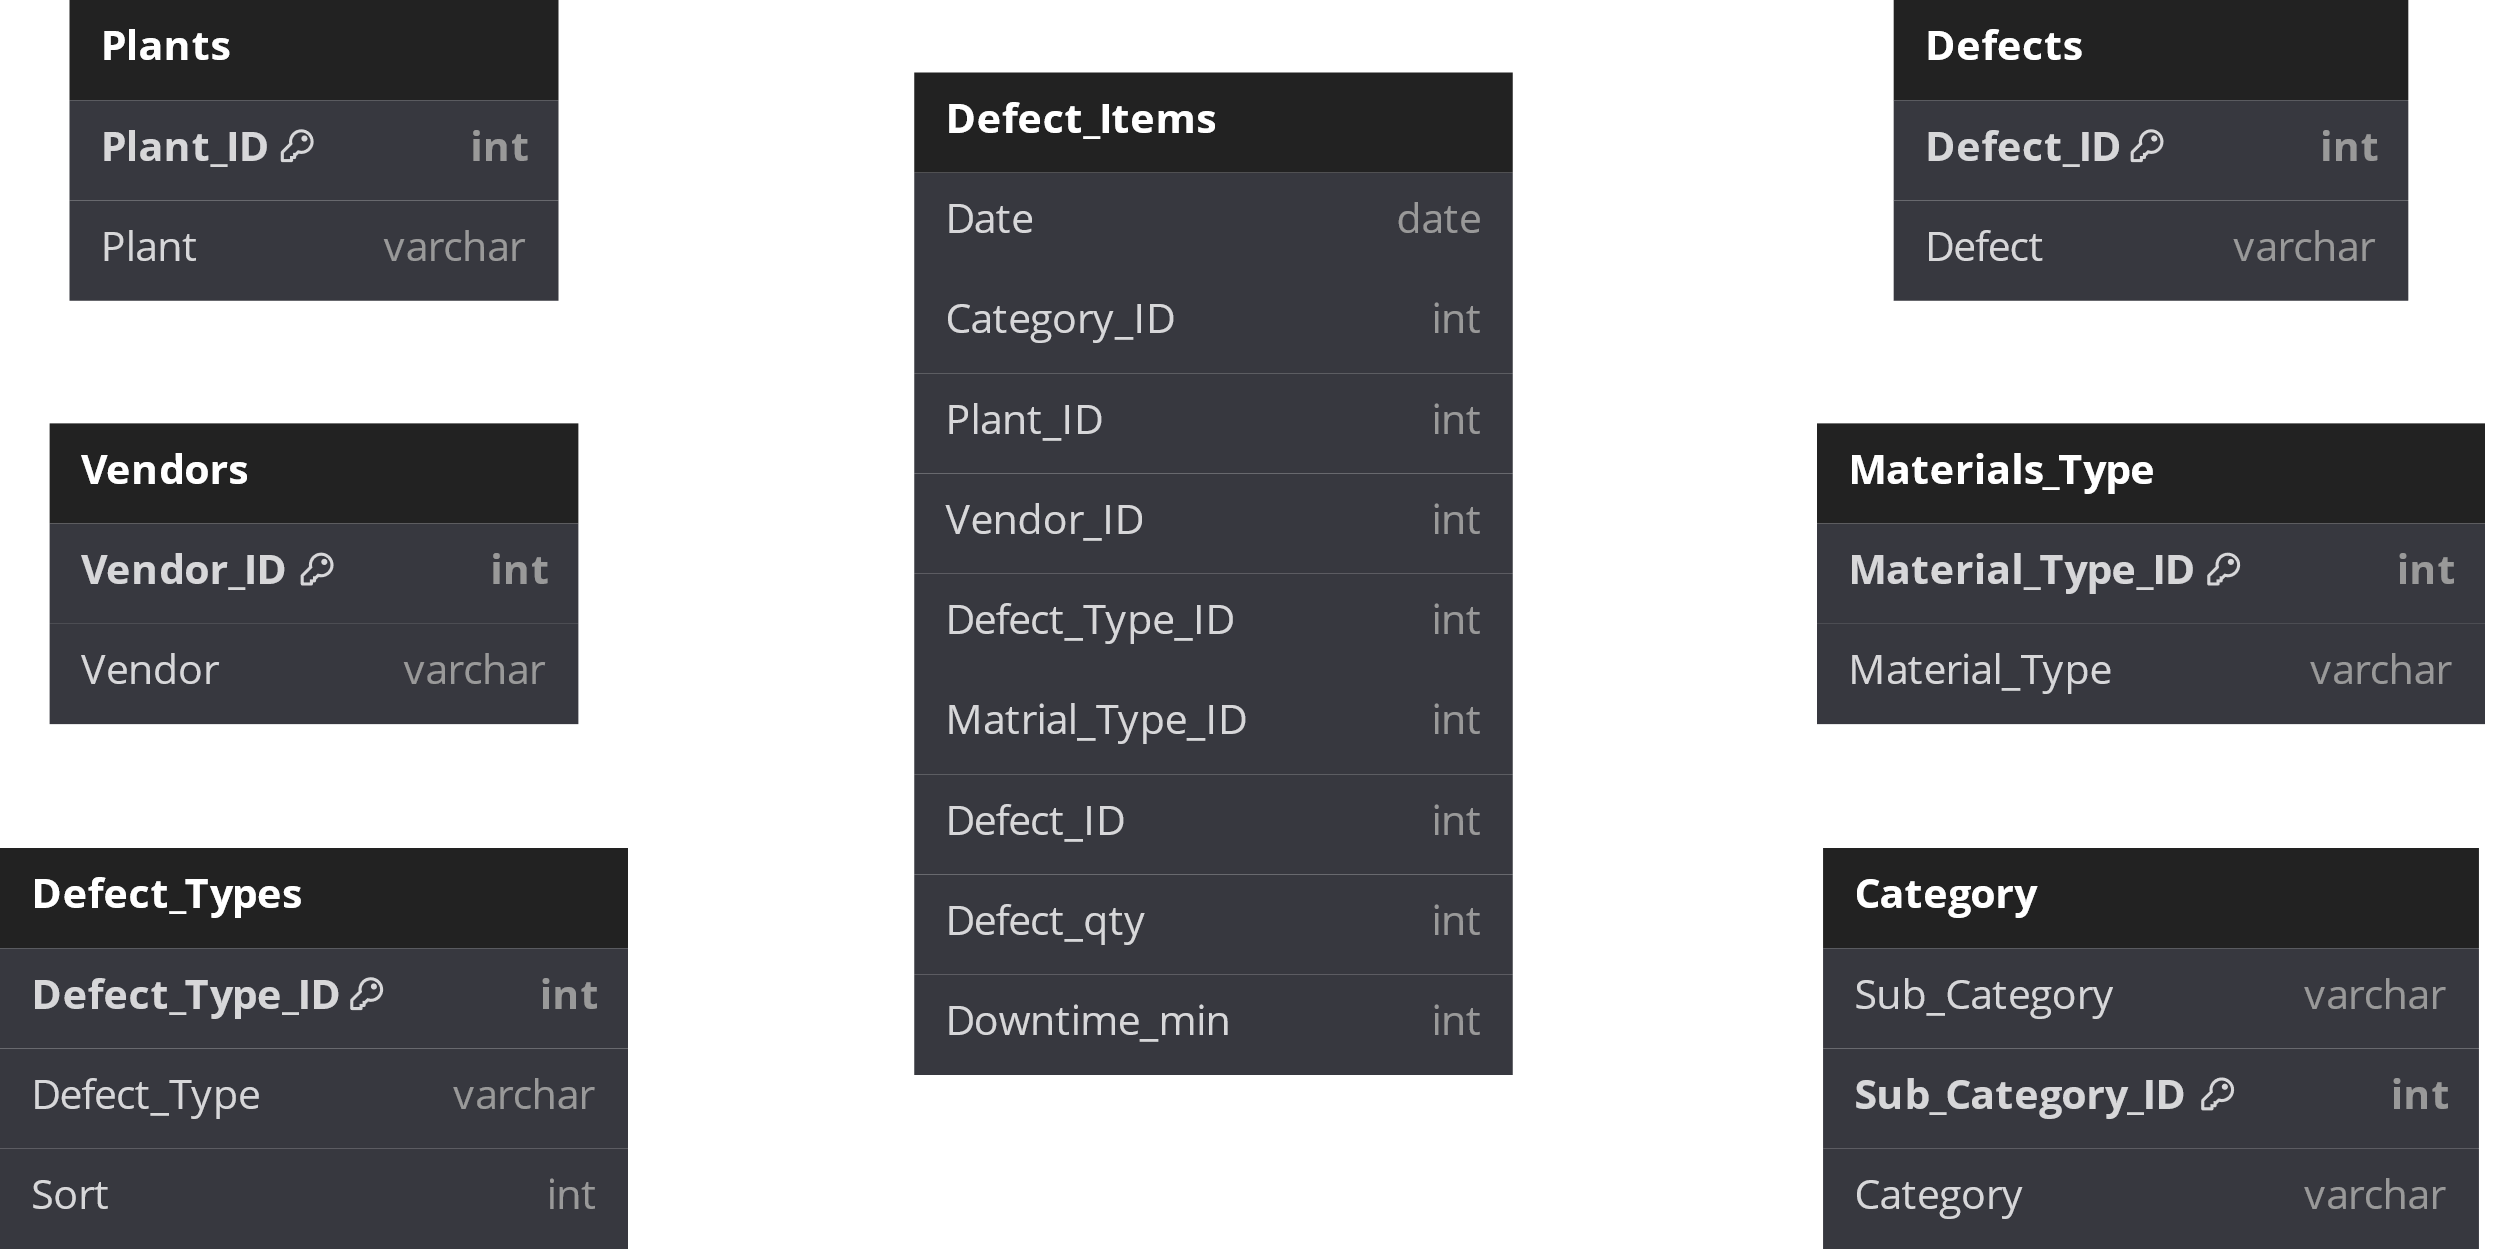 Plants
Plant_ID int
Plant varchar
Vendors
Vendor_ID int
Vendor varchar
Defect_Types
Defect_Type_ID int
Defect_Type varchar
Sort int
Defect_Items
Date date
Category_ID int
Plant_ID int
Vendor_ID int
Defect_Type_ID int
Matrial_Type_ID int
Defect_ID int
Defect_qty int
Downtime_min int
Defects
Defect_ID int
Defect varchar
Materials_Type
Material_Type_ID int
Material_Type varchar
Category
Sub_Category varchar
Sub_Category_ID int
Category varchar